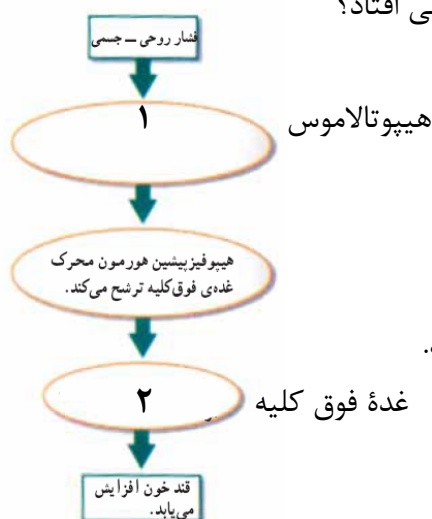 ی افتاد؟
فشار روحی ــ جسمی
۱
هیپوتالاموس
هیپوفیزپیشین هورمون محرک
غده‌ی فوق‌کلیه ترشح می‌کند.
.
۲
غدهٔ فوق کلیه
قند خون افزایش
می‌یابد.